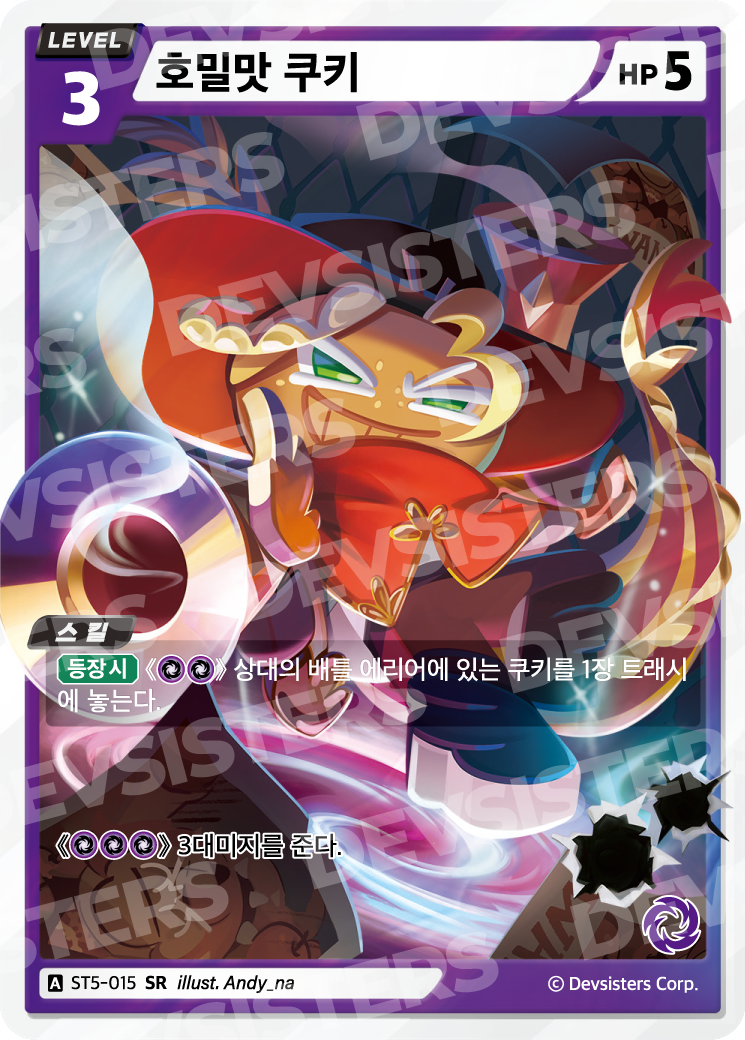 LEVEL
3
호밀맛 쿠키
HP 5
스킬
등장 시 《》 상대의 배틀 에리어에 있는 쿠키를 1장 트래시
에 놓는다.
《》 3대미지를 준다.
A ST5-015 SR illust. Andy_na
© Devsisters Corp.
DEVSISTERS